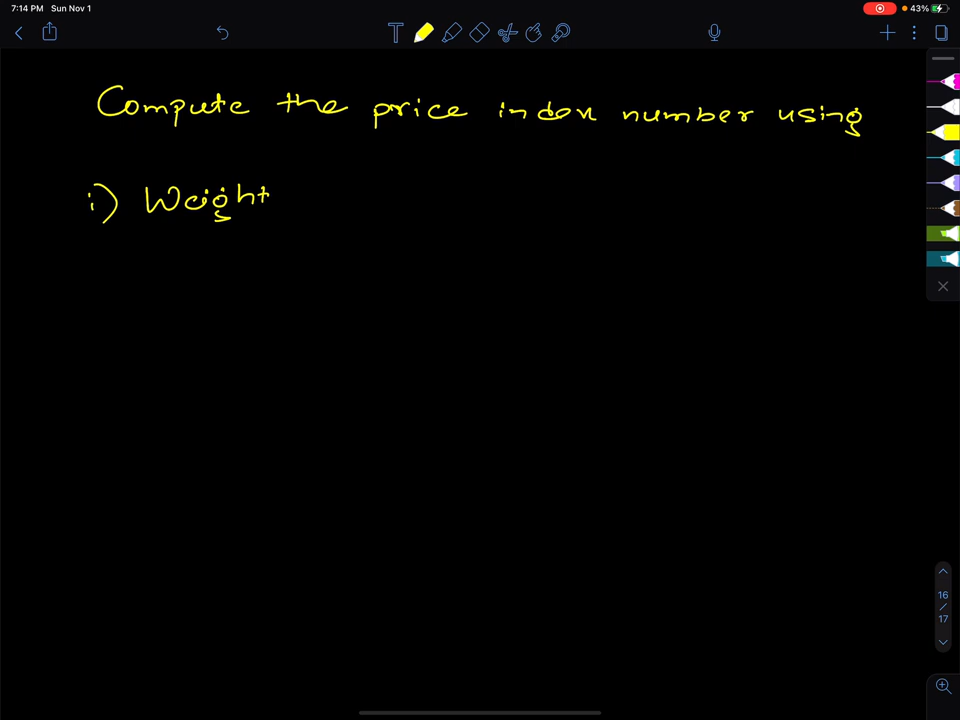 7:14 PM Sun Nov 1
43%
T
Compute the price index number using
i) Weight
16
/
17